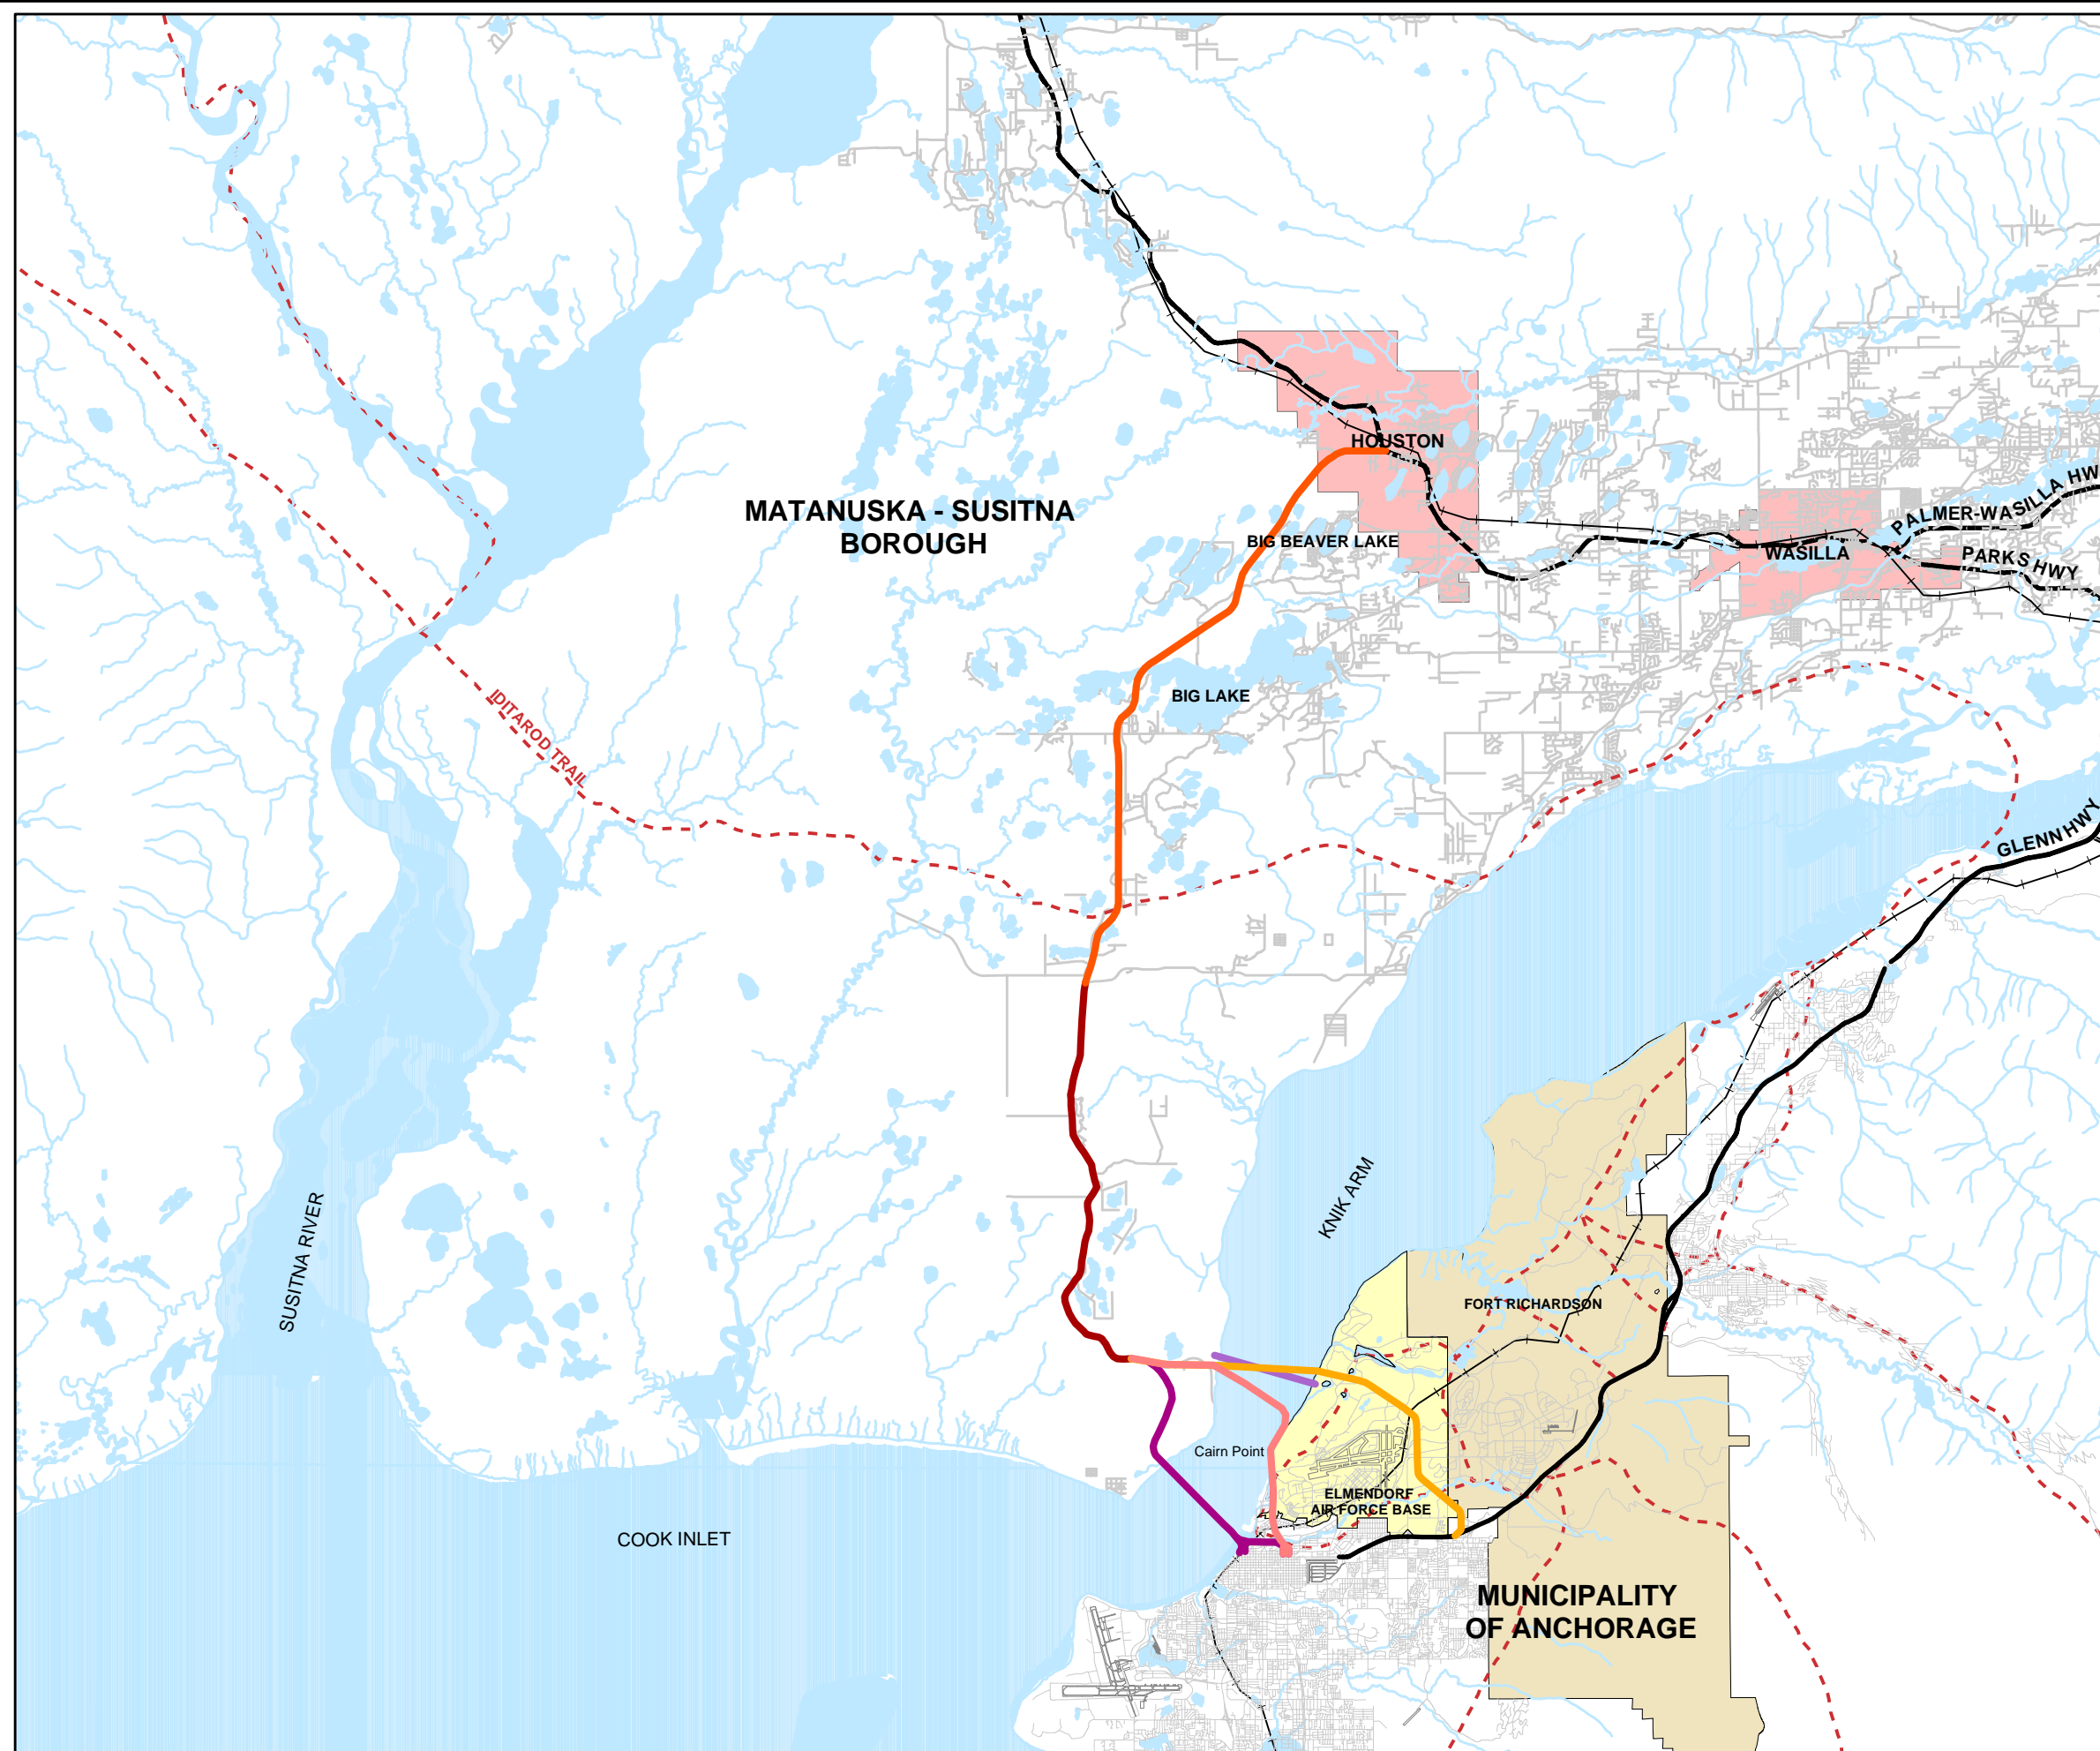 HOUSTON
PALMER-WASILLA HW
MATANUSKA - SUSITNA
BOROUGH
BIG BEAVER LAKE
WASILLA
PARKS HWY
BIG LAKE
IDITAROD TRAIL
GLENN HWY
KNIK ARM
SUSITNA RIVER
FORT RICHARDSON
Cairn Point
ELMENDORF
AIR FORCE BASE
COOK INLET
MUNICIPALITY
OF ANCHORAGE